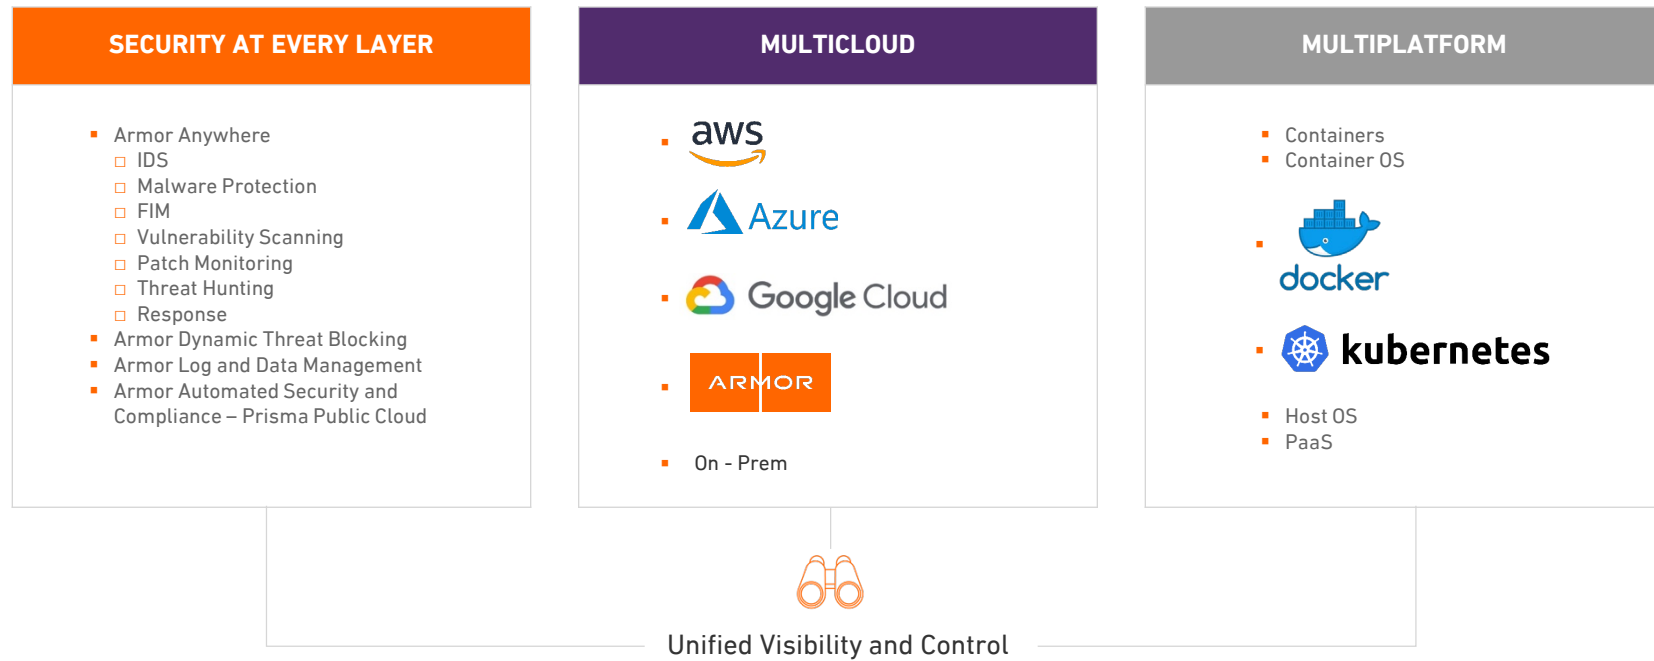 SECURITY AT EVERY LAYER
Armor Anywhere
IDS
Malware Protection
FIM
Vulnerability Scanning
Patch Monitoring
Threat Hunting
Response
Armor Dynamic Threat Blocking
Armor Log and Data Management
Armor Automated Security and
Compliance – Prisma Public Cloud
MULTICLOUD
aws
Azure
Google Cloud
ARMOR
On - Prem
MULTIPLATFORM
Containers
Container OS
docker
kubernetes
Host OS
PaaS
Unified Visibility and Control